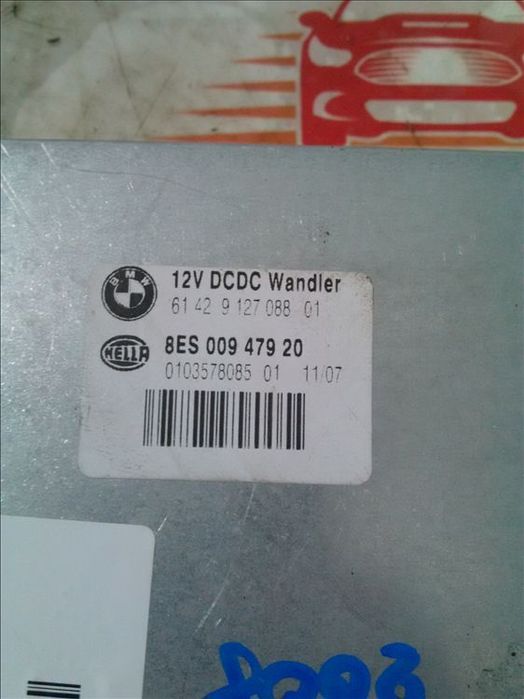 BMW
12V DCDC Wandler
61 42 9 127 088 01
HELLA
8ES 009 479 20
0103578085 01 11/07